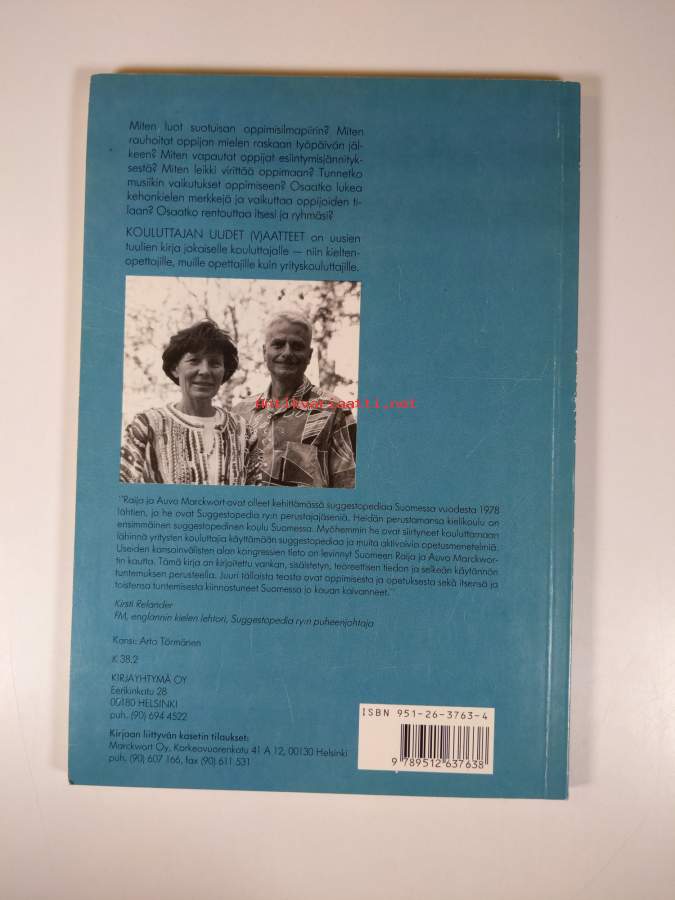 Miten luot suotuisan oppimisilmapiirin? Miten
rauhoitat oppijan mielen raskaan työpäivän jäl-
keen? Miten vapautat oppijat esiintymisjännityk-
sestä? Miten leikki virittää oppimaan? Tunnetko
musiikin vaikutukset oppimiseen? Osaatko lukea
kehonkielen merkkejä ja vaikuttaa oppijoiden ti-
laan? Osaatko rentouttaa itsesi ja ryhmäsi?
KOULUTTAJAN UUDET (V)AATTEET on uusien
tuulien kirja jokaiselle kouluttajalle — niin kielten-
opettajille, muille opettajille kuin yrityskouluttajille.
Antikvariaatti.net
"Raija ja Auvo Marckwort ovat olleet kehittämässä suggestopediaa Suomessa vuodesta 1978
lähtien, ja he ovat Suggestopedia ry:n perustajajäseniä. Heidän perustamansa kielikoulu on
ensimmäinen suggestopedinen koulu Suomessa. Myöhemmin he ovat siirtyneet kouluttamaan
lähinnä yritysten kouluttajia käyttämään suggestopediaa ja muita aktivoivia opetusmenetelmiä.
Useiden kansainvälisten alan kongressien tieto on levinnyt Suomeen Raija ja Auvo Marckwor-
tin kautta. Tämä kirja on kirjoitettu vankan, sisäistetyn, teoreettisen tiedon ja selkeän käytännön
tuntemuksen perusteella. Juuri tällaista teosta ovat oppimisesta ja opetuksesta sekä itsensä ja
toistensa tuntemisesta kiinnostuneet Suomessa jo kauan kaivanneet."
Kirsti Relander
FM, englannin kielen lehtori, Suggestopedia ry:n puheenjohtaja
Kansi: Arto Törmänen
K 38.2
KIRJAYHTYMÄ OY
Eerikinkatu 28
00180 HELSINKI
puh. (90) 694 4522
Kirjaan liittyvän kasetin tilaukset:
Marckwort Oy, Korkeavuorenkatu 41 A 12, 00130 Helsinki
puh. (90) 607 166, fax (90) 611 531
ISBN 951-26-3763-4
9 789512 637638